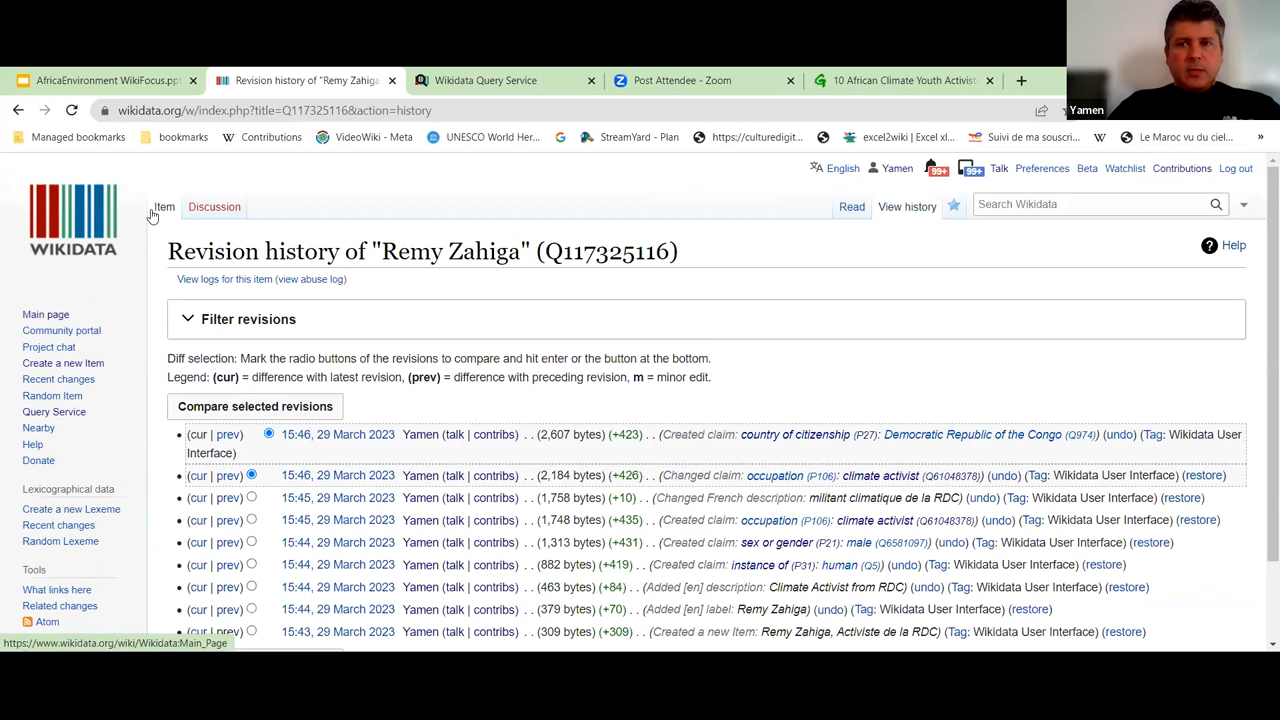 AfricaEnvironment WikiFocus.ppt
Revision history of "Remy Zahiga
Wikidata Query Service
Post Attendee - Zoom
10 African Climate Youth Activist
wikidata.org/w/index.php?title=Q117325116&action=history
Yamen
Managed bookmarks
bookmarks
Contributions
VideoWiki - Meta
UNESCO World Her...
StreamYard - Plan
https://culturedigit...
excel2wiki | Excel xl...
Suivi de ma souscri...
Le Maroc vu du ciel...
»
English
Yamen
99+
99+
Talk
Preferences
Beta
Watchlist
Contributions
Log out
WIKIDATA
Item
Discussion
Read
View history
Search Wikidata
Revision history of "Remy Zahiga" (Q117325116)
Help
View logs for this item (view abuse log)
Filter revisions
Diff selection: Mark the radio buttons of the revisions to compare and hit enter or the button at the bottom.
Legend: (cur) = difference with latest revision, (prev) = difference with preceding revision, m = minor edit.
Compare selected revisions
(cur | prev) 15:46, 29 March 2023 Yamen (talk | contribs) . . (2,607 bytes) (+423) . . (Created claim: country of citizenship (P27): Democratic Republic of the Congo (Q974)) (undo) (Tag: Wikidata User
Interface)
(cur | prev) 15:46, 29 March 2023 Yamen (talk | contribs) . . (2,184 bytes) (+426) . . (Changed claim: occupation (P106): climate activist (Q61048378)) (undo) (Tag: Wikidata User Interface) (restore)
(cur | prev) 15:45, 29 March 2023 Yamen (talk | contribs) . . (1,758 bytes) (+10) . . (Changed French description: militant climatique de la RDC) (undo) (Tag: Wikidata User Interface) (restore)
(cur | prev) 15:45, 29 March 2023 Yamen (talk | contribs) . . (1,748 bytes) (+435) . . (Created claim: occupation (P106): climate activist (Q61048378)) (undo) (Tag: Wikidata User Interface) (restore)
(cur | prev) 15:44, 29 March 2023 Yamen (talk | contribs) . . (1,313 bytes) (+431) . . (Created claim: sex or gender (P21): male (Q6581097)) (undo) (Tag: Wikidata User Interface) (restore)
(cur | prev) 15:44, 29 March 2023 Yamen (talk | contribs) . . (882 bytes) (+419) . . (Created claim: instance of (P31): human (Q5)) (undo) (Tag: Wikidata User Interface) (restore)
(cur | prev) 15:44, 29 March 2023 Yamen (talk | contribs) . . (463 bytes) (+84) . . (Added [en] description: Climate Activist from RDC) (undo) (Tag: Wikidata User Interface) (restore)
(cur | prev) 15:44, 29 March 2023 Yamen (talk | contribs) . . (379 bytes) (+70) . . (Added [en] label: Remy Zahiga) (undo) (Tag: Wikidata User Interface) (restore)
(cur | prev) 15:43, 29 March 2023 Yamen (talk | contribs) . . (309 bytes) (+309) . . (Created a new Item: Remy Zahiga, Activiste de la RDC) (Tag: Wikidata User Interface) (restore)
Main page
Community portal
Project chat
Create a new Item
Recent changes
Random Item
Query Service
Nearby
Help
Donate
Lexicographical data
Create a new Lexeme
Recent changes
Random Lexeme
Tools
What links here
Related changes
Atom
https://www.wikidata.org/wiki/Wikidata:Main_Page